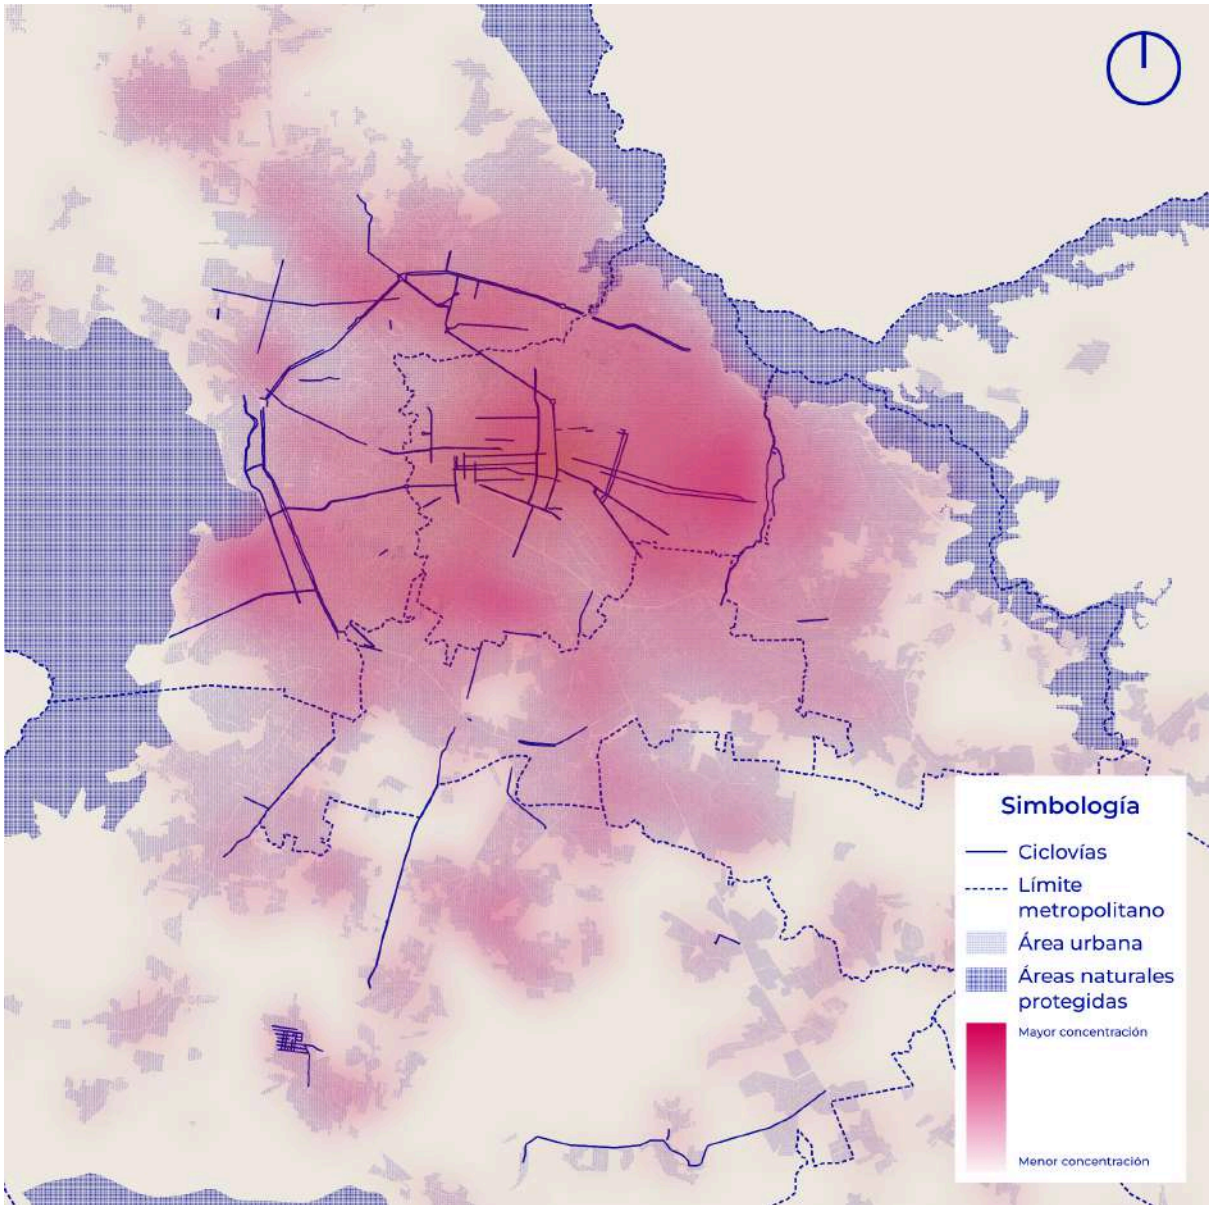 Simbología
Ciclovías
Límite
metropolitano
Área urbana
Áreas naturales
protegidas
Mayor concentración
Menor concentración